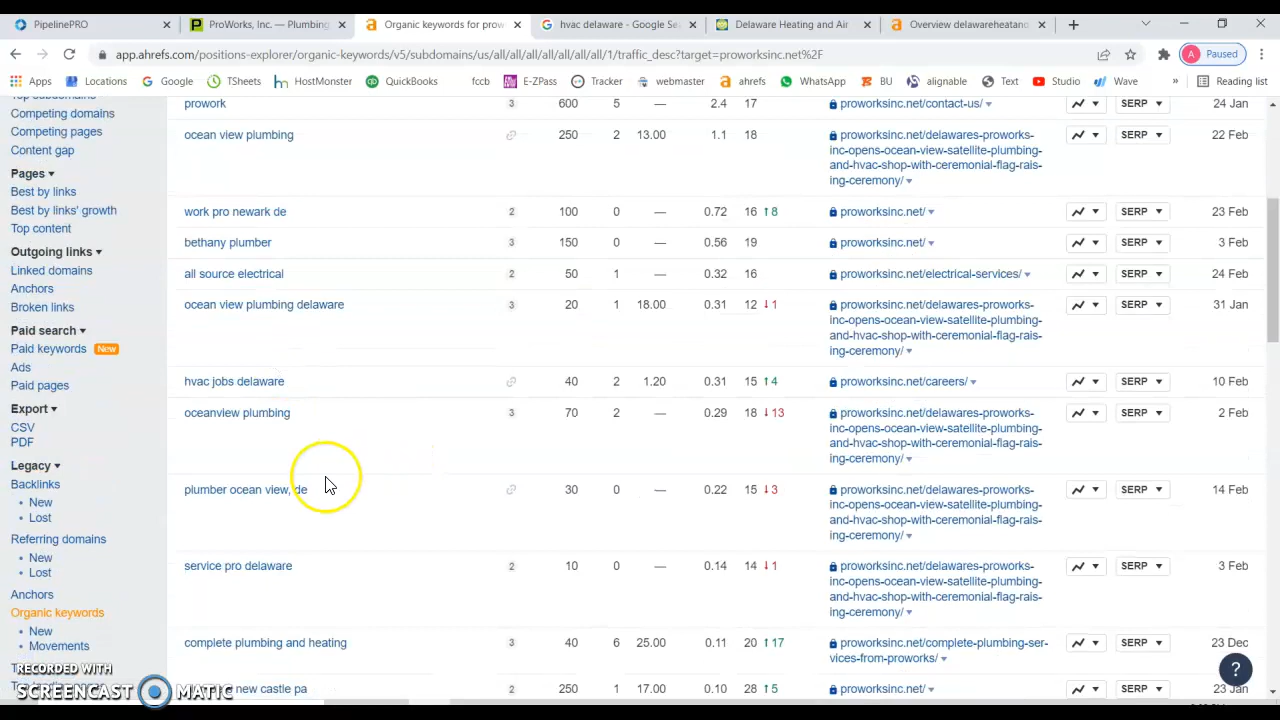 PipelinePRO
ProWorks, Inc. — Plumbing
Organic keywords for prow
hvac delaware - Google Sea
Delaware Heating and Air
Overview delawareheatand
app.ahrefs.com/positions-explorer/organic-keywords/v5/subdomains/us/all/all/all/all/all/all/all/1/traffic_desc?target=proworksinc.net%2F
A Paused
Apps Locations Google TSheets HostMonster QuickBooks fccb E-ZPass Tracker webmaster ahrefs WhatsApp BU alignable Text Studio Wave » Reading list
Competing domains
Competing pages
Content gap
Pages
Best by links
Best by links' growth
Top content
Outgoing links
Linked domains
Anchors
Broken links
Paid search
Paid keywords New
Ads
Paid pages
Export
CSV
PDF
Legacy
Backlinks
New
Lost
Referring domains
New
Lost
Anchors
Organic keywords
New
Movements
prowork 3 600 5 — 2.4 17 proworksinc.net/contact-us/ SERP 24 Jan
ocean view plumbing 250 2 13.00 1.1 18 proworksinc.net/delawares-proworks- SERP 22 Feb
inc-opens-ocean-view-satellite-plumbing-
and-hvac-shop-with-ceremonial-flag-rais-
ing-ceremony/
work pro newark de 2 100 0 — 0.72 16 ↑8 proworksinc.net/ SERP 23 Feb
bethany plumber 3 150 0 — 0.56 19 proworksinc.net/ SERP 3 Feb
all source electrical 2 50 1 — 0.32 16 proworksinc.net/electrical-services/ SERP 24 Feb
ocean view plumbing delaware 3 20 1 18.00 0.31 12 ↓1 proworksinc.net/delawares-proworks- SERP 31 Jan
inc-opens-ocean-view-satellite-plumbing-
and-hvac-shop-with-ceremonial-flag-rais-
ing-ceremony/
hvac jobs delaware 40 2 1.20 0.31 15 ↑4 proworksinc.net/careers/ SERP 10 Feb
oceanview plumbing 3 70 2 — 0.29 18 ↓13 proworksinc.net/delawares-proworks- SERP 2 Feb
inc-opens-ocean-view-satellite-plumbing-
and-hvac-shop-with-ceremonial-flag-rais-
ing-ceremony/
plumber ocean view, de 30 0 — 0.22 15 ↓3 proworksinc.net/delawares-proworks- SERP 14 Feb
inc-opens-ocean-view-satellite-plumbing-
and-hvac-shop-with-ceremonial-flag-rais-
ing-ceremony/
service pro delaware 2 10 0 — 0.14 14 ↓1 proworksinc.net/delawares-proworks- SERP 3 Feb
inc-opens-ocean-view-satellite-plumbing-
and-hvac-shop-with-ceremonial-flag-rais-
ing-ceremony/
complete plumbing and heating 3 40 6 25.00 0.11 20 ↑17 proworksinc.net/complete-plumbing-ser- SERP 23 Dec
vices-from-proworks/
new castle pa 2 250 1 17.00 0.10 28 ↑5 proworksinc.net/ SERP 23 Jan
?
RECORDED WITH
SCREENCAST MATIC